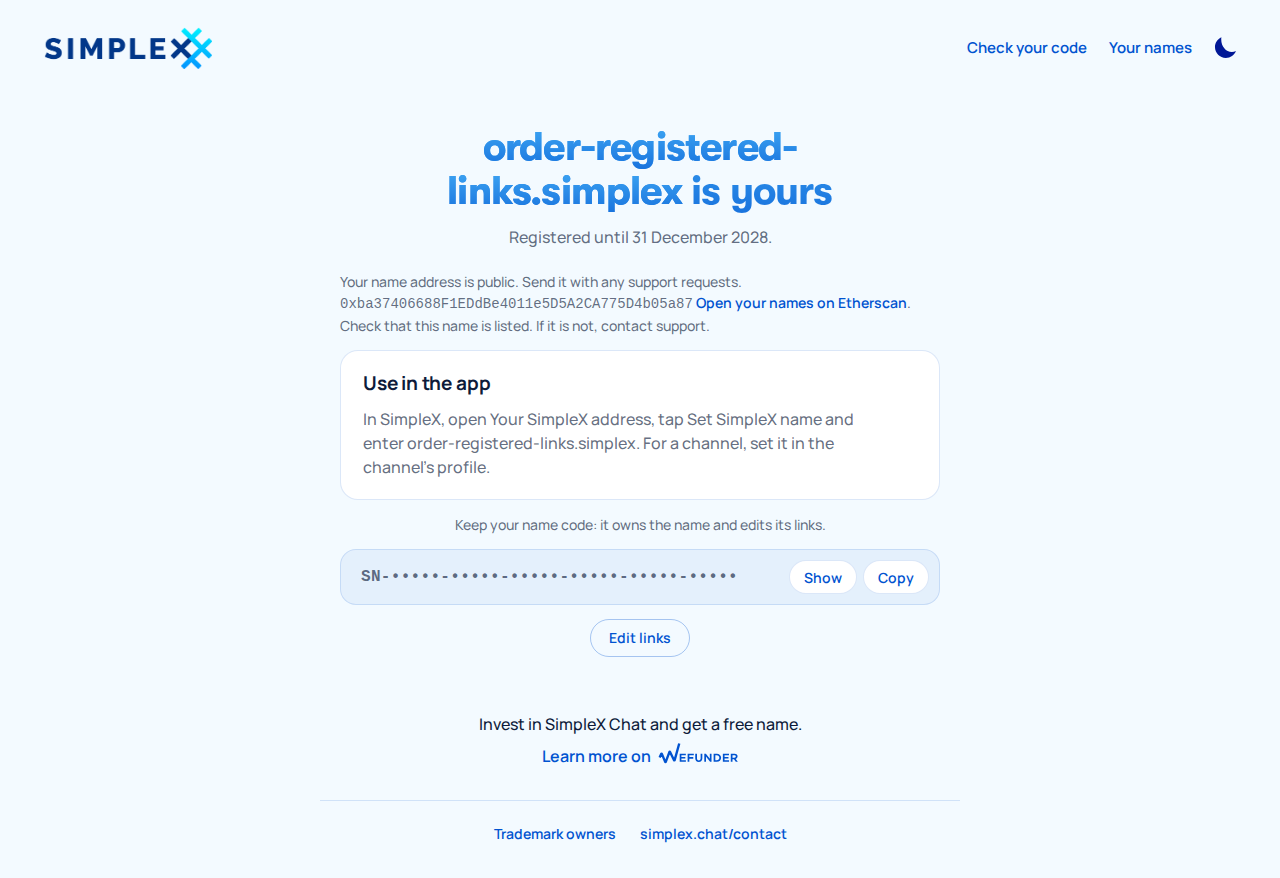 SIMPLEX
Check your code
Your names
order-registered-
links.simplex is yours
Registered until 31 December 2028.
Your name address is public. Send it with any support requests.
0xba37406688F1EDdBe4011e5D5A2CA775D4b05a87 Open your names on Etherscan.
Check that this name is listed. If it is not, contact support.
Use in the app
In SimpleX, open Your SimpleX address, tap Set SimpleX name and
enter order-registered-links.simplex. For a channel, set it in the
channel's profile.
Keep your name code: it owns the name and edits its links.
SN-•••••-•••••-•••••-•••••-•••••-•••••
Show
Copy
Edit links
Invest in SimpleX Chat and get a free name.
Learn more on WEFUNDER
Trademark owners
simplex.chat/contact